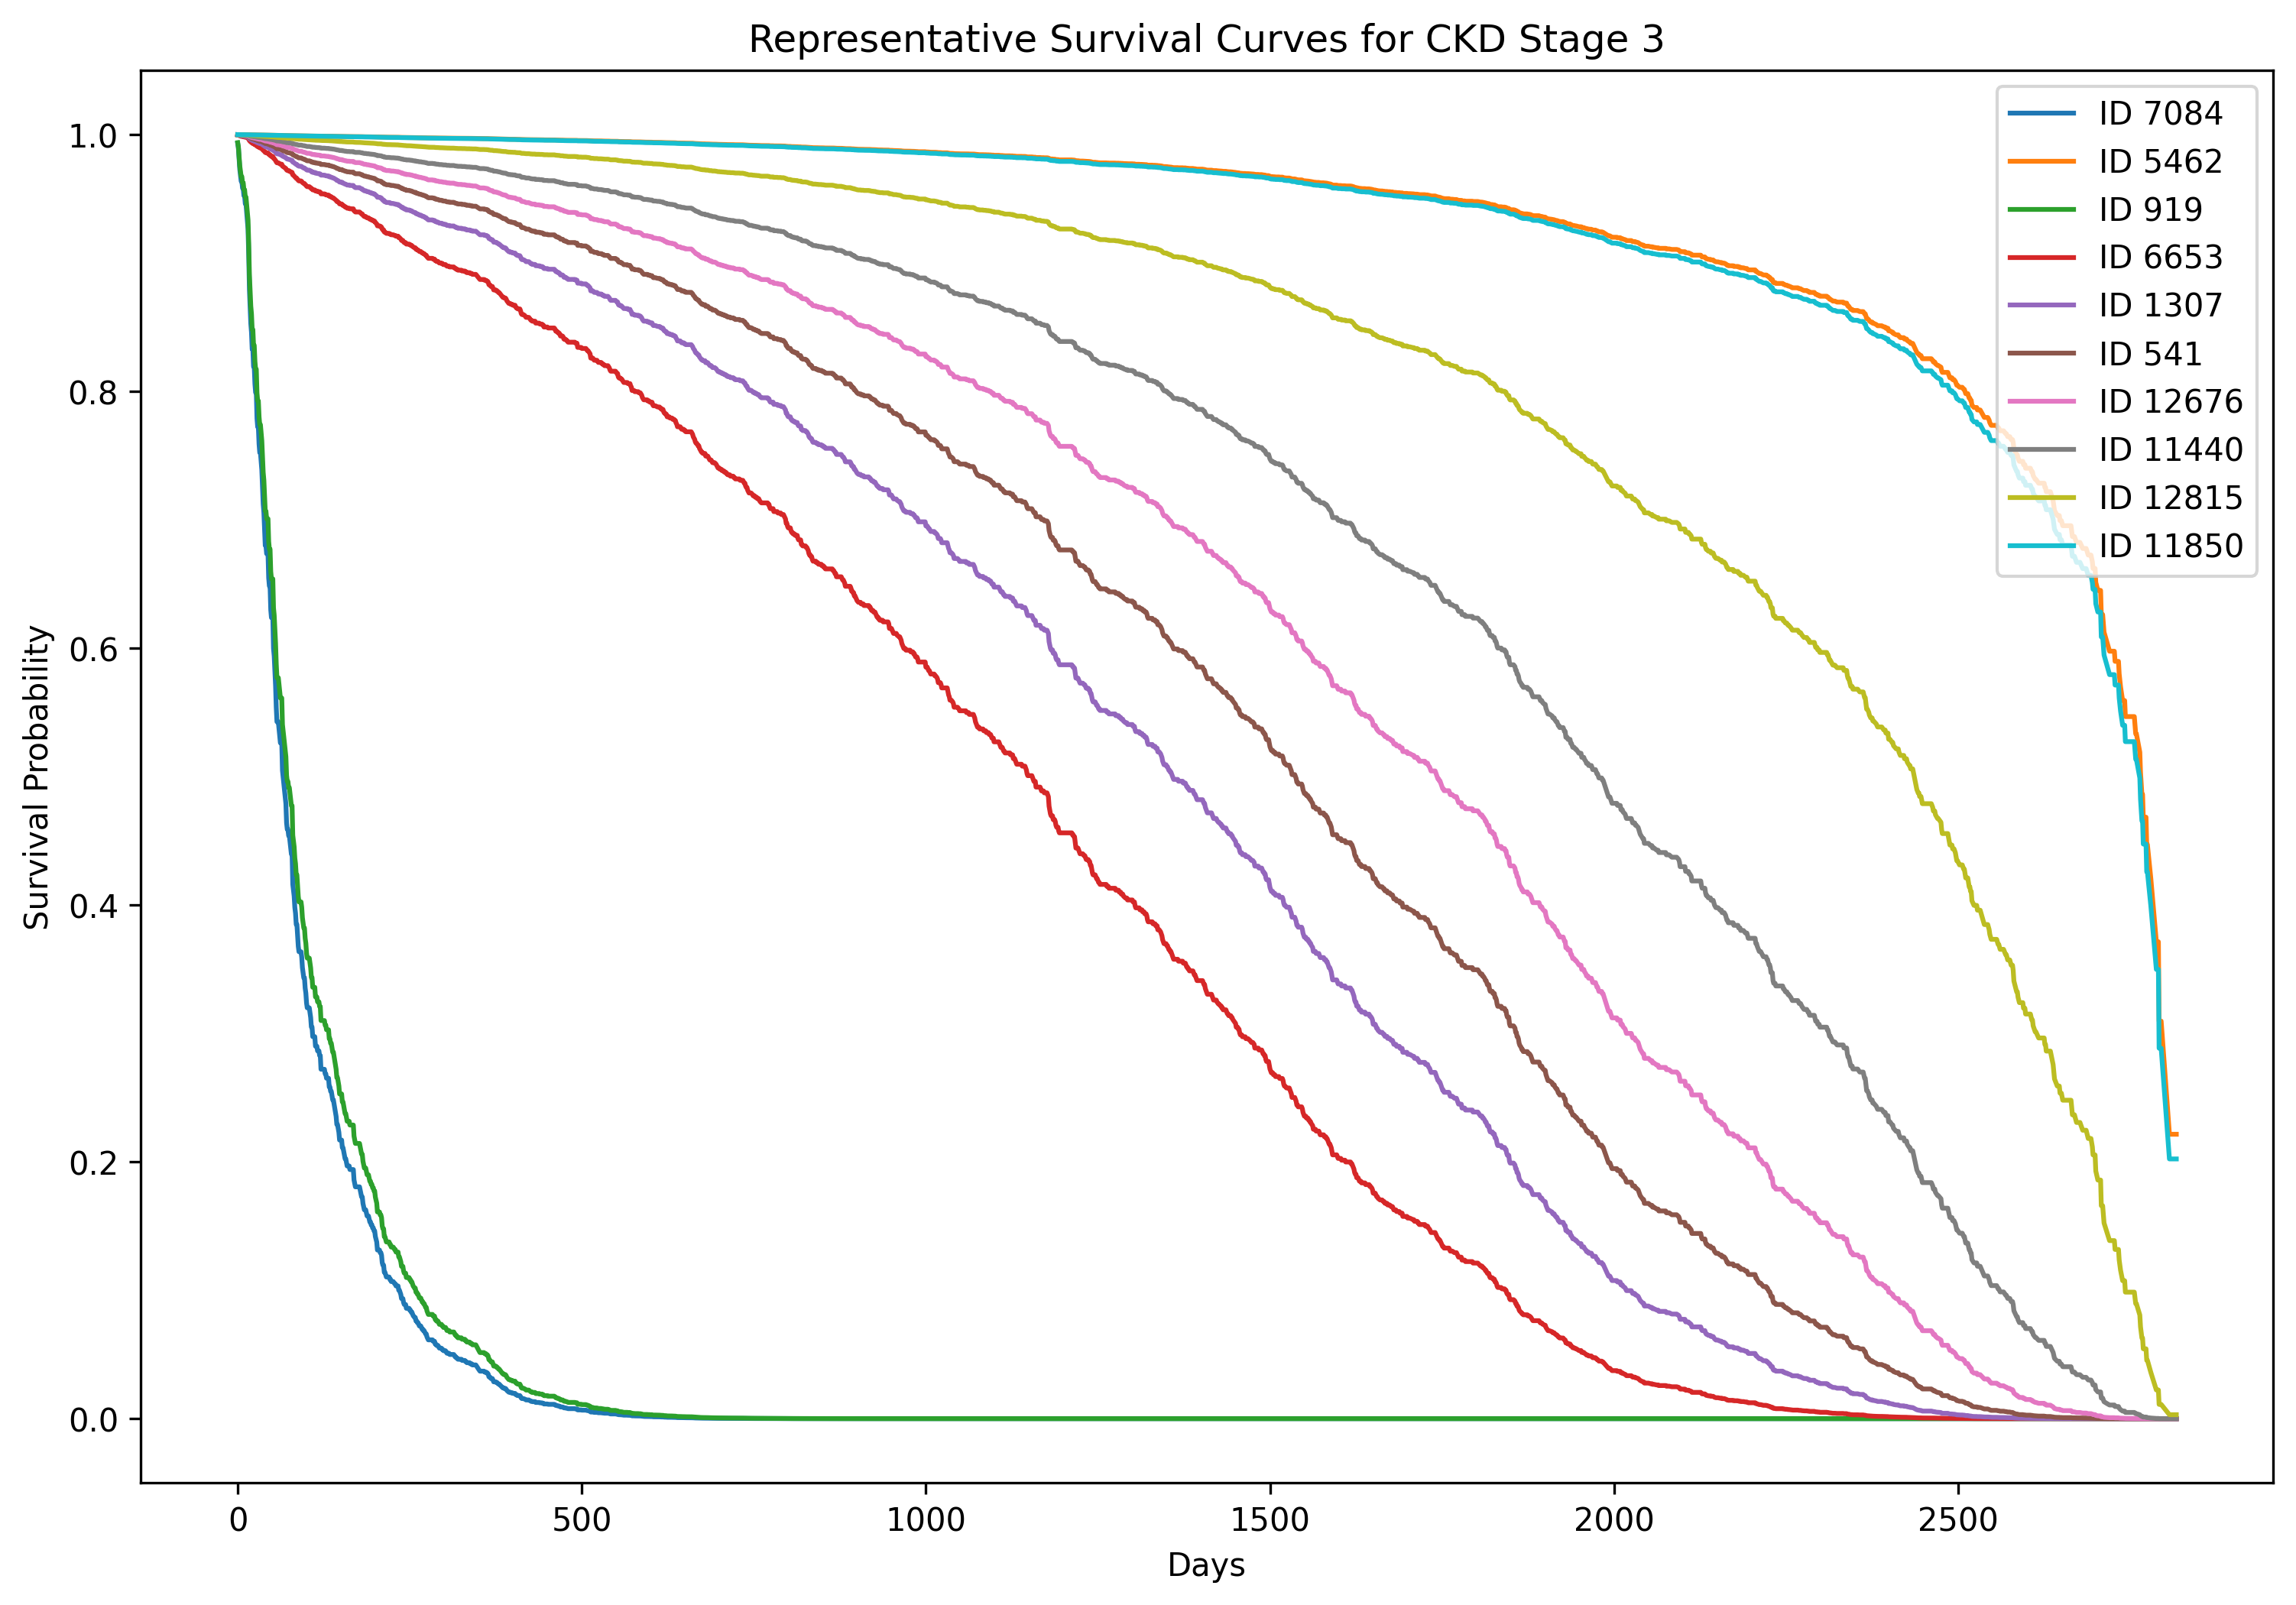 Representative Survival Curves for CKD Stage 3
Survival Probability
1.0
0.8
0.6
0.4
0.2
0.0
0
500
1000
1500
2000
2500
Days
ID 7084
ID 5462
ID 919
ID 6653
ID 1307
ID 541
ID 12676
ID 11440
ID 12815
ID 11850